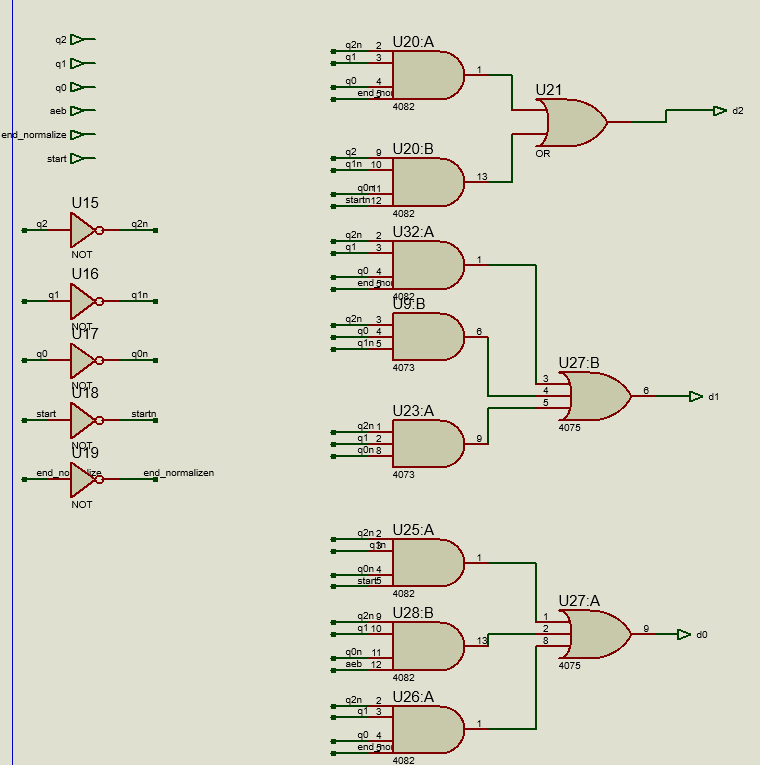 q2
q1
q0
aeb
end_normalize
start
U15
q2
q2n
NOT
U16
q1
q1n
NOT
U17
q0
q0n
NOT
U18
start
startn
NOT
U19
end_normalizen
NOT
U20:A
q2n 2
q1 3
q0 4
5
1
4082
U20:B
q2 9
q1n 10
q0n 11
startn 12
13
4082
U21
OR
d2
U32:A
q2n 2
q1 3
q0 4
5
1
4082
U9:B
q2n 3
q0 4
q1n 5
6
4073
U23:A
q2n 1
q1 2
q0n 8
9
4073
U27:B
3
4
5
6
4075
d1
U25:A
q2n 2
3
q0n 4
start 5
1
4082
U28:B
q2n 9
q1 10
q0n 11
aeb 12
13
4082
U26:A
q2n 2
q1 3
q0 4
5
1
4082
U27:A
1
2
8
9
4075
d0